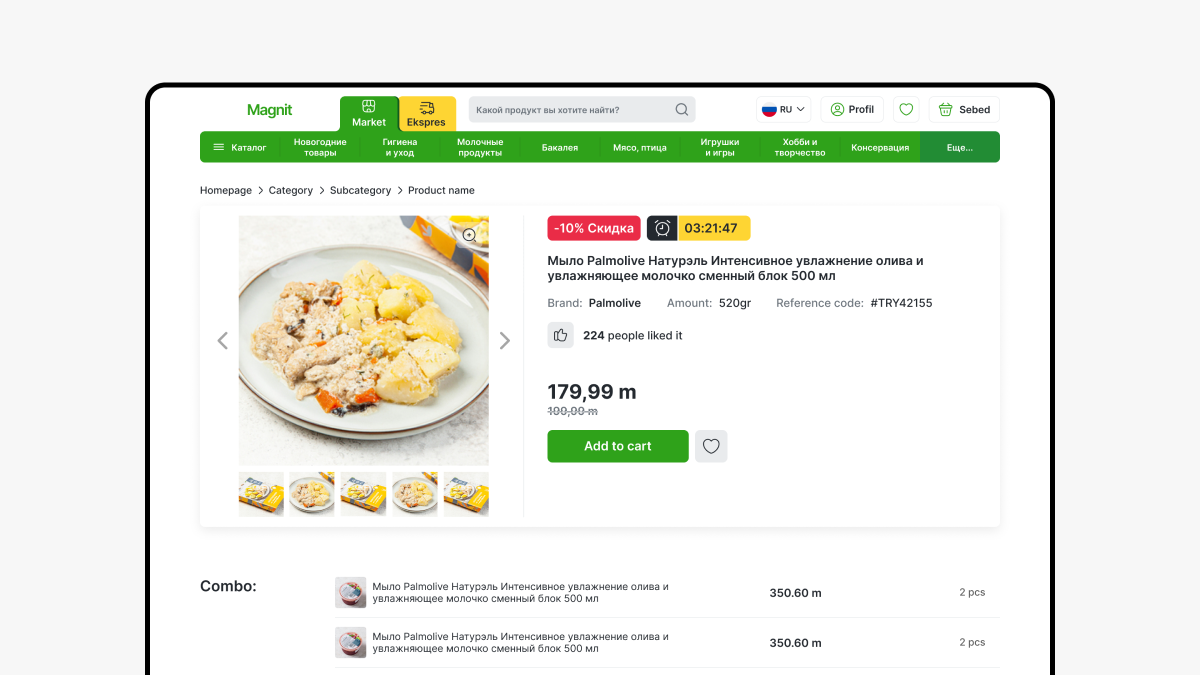 Magnit
Market
Ekspres
Какой продукт вы хотите найти?
RU
Profil
Sebed
Каталог
Новогодние
товары
Гигиена
и уход
Молочные
продукты
Бакалея
Мясо, птица
Игрушки
и игры
Хобби и
творчество
Консервация
Еще...
Homepage > Category > Subcategory > Product name
-10% Скидка
03:21:47
Мыло Palmolive Натурэль Интенсивное увлажнение олива и
увлажняющее молочко сменный блок 500 мл
Brand: Palmolive Amount: 520gr Reference code: #TRY42155
224 people liked it
179,99 m
100,00 m
Add to cart
Combo:
Мыло Palmolive Натурэль Интенсивное увлажнение олива и
увлажняющее молочко сменный блок 500 мл
350.60 m
2 pcs
Мыло Palmolive Натурэль Интенсивное увлажнение олива и
увлажняющее молочко сменный блок 500 мл
350.60 m
2 pcs